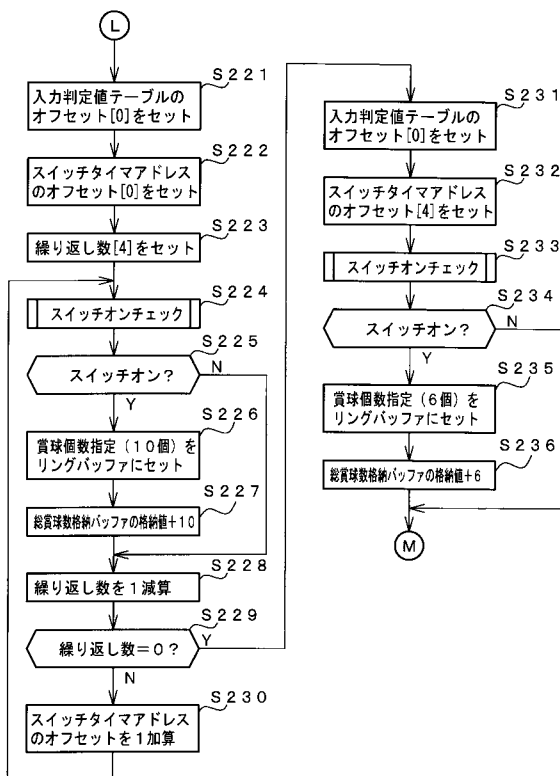 L
S221
入力判定値テーブルの
オフセット[0]をセット
S222
スイッチタイマアドレス
のオフセット[0]をセット
S223
繰り返し数[4]をセット
S224
スイッチオンチェック
S225
スイッチオン?
N
Y
S226
賞球個数指定(10個)を
リングバッファにセット
S227
総賞球数格納バッファの格納値+10
S228
繰り返し数を1減算
S229
繰り返し数=0?
Y
N
S230
スイッチタイマアドレス
のオフセットを1加算
S231
入力判定値テーブルの
オフセット[0]をセット
S232
スイッチタイマアドレス
のオフセット[4]をセット
S233
スイッチオンチェック
S234
スイッチオン?
N
Y
S235
賞球個数指定(6個)を
リングバッファにセット
S236
総賞球数格納バッファの格納値+6
M